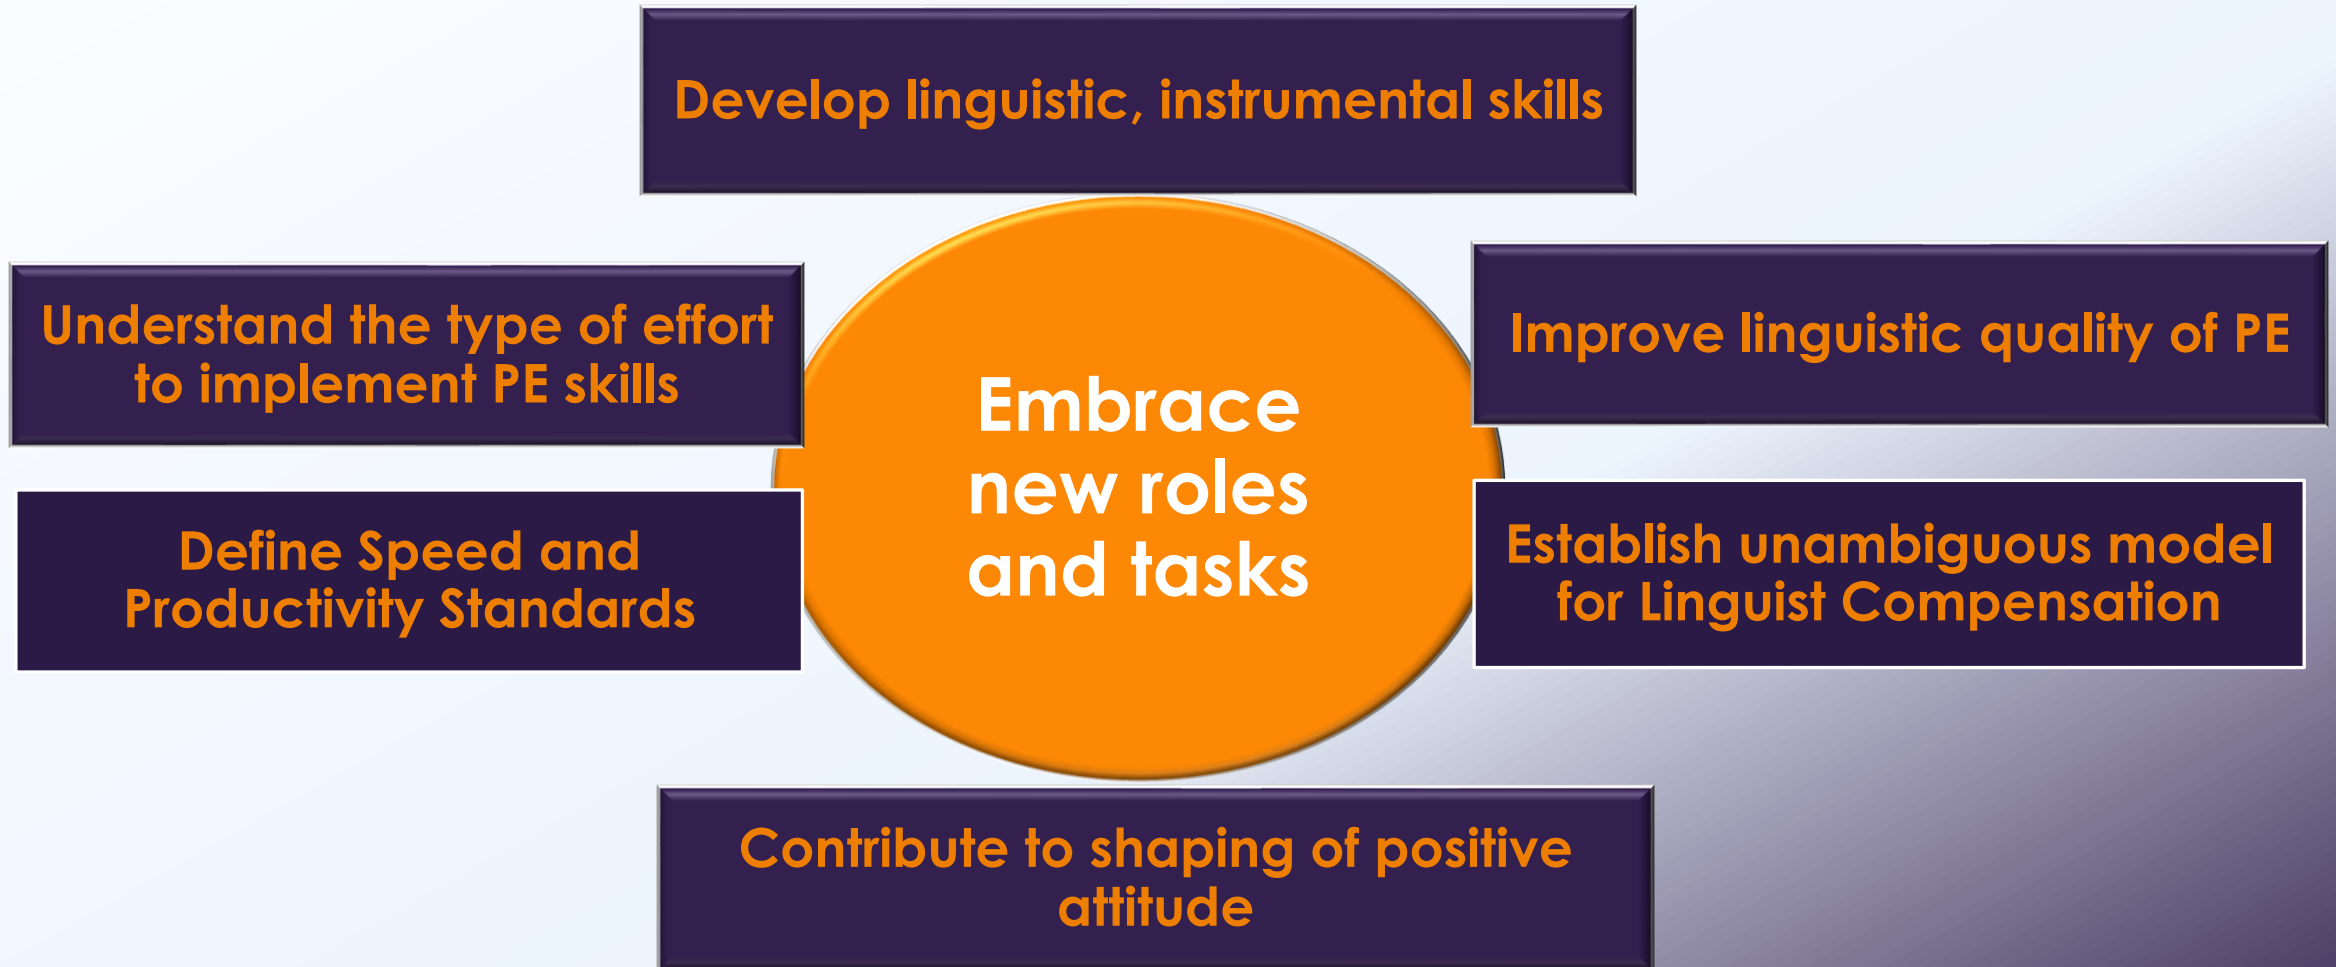 Develop linguistic, instrumental skills
Understand the type of effort
to implement PE skills
Improve linguistic quality of PE
Embrace
new roles
and tasks
Define Speed and
Productivity Standards
Establish unambiguous model
for Linguist Compensation
Contribute to shaping of positive
attitude